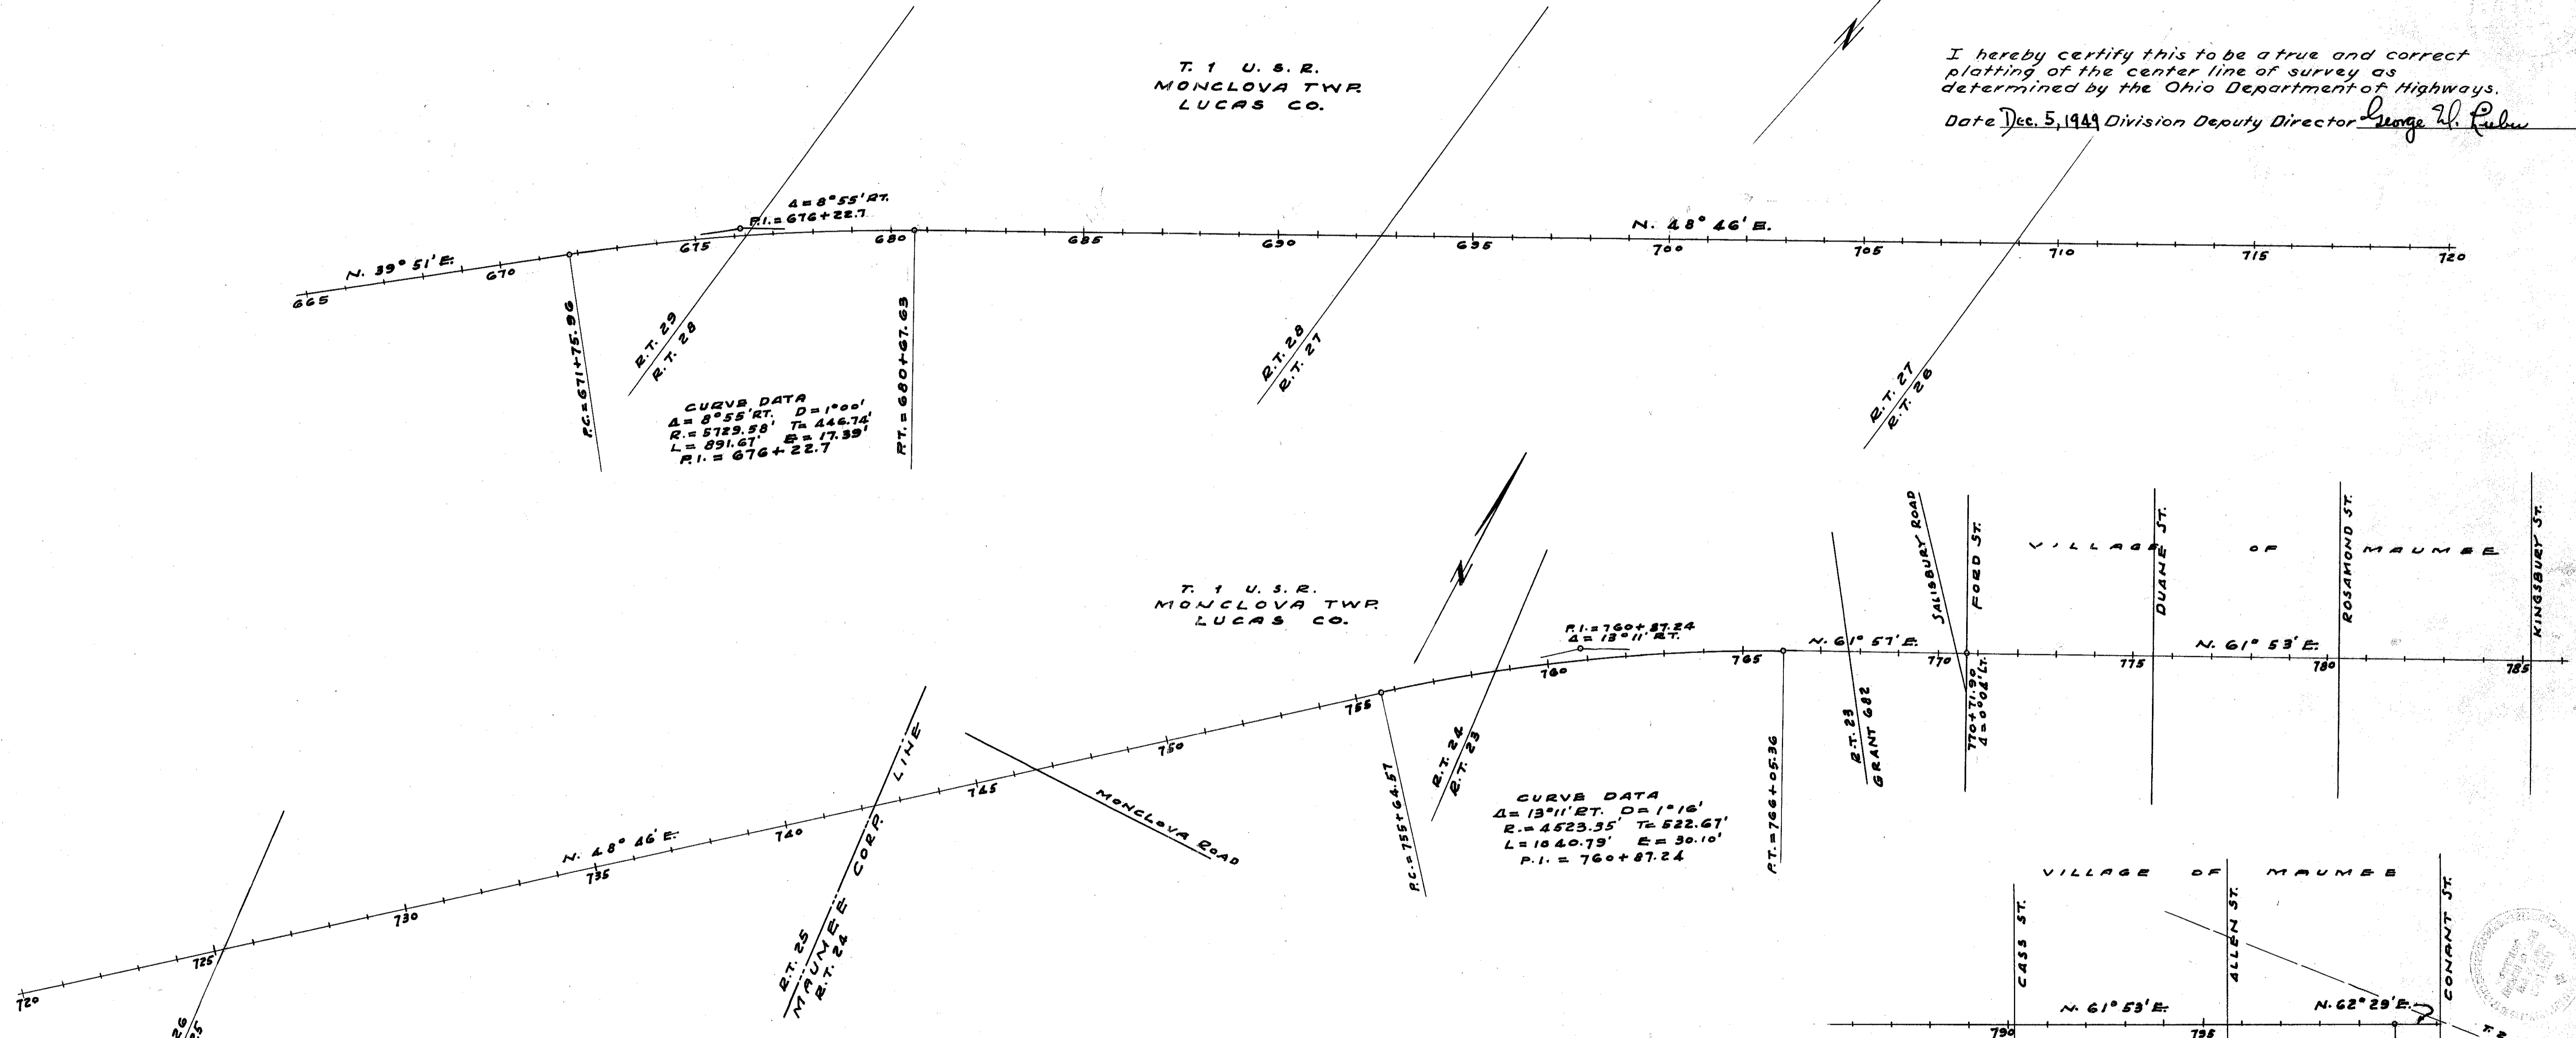 T. 1 U. S. R.
MONCLOVA TWP.
LUCAS CO.
N
I hereby certify this to be a true and correct
platting of the center line of survey as
determined by the Ohio Department of Highways.
Date Dec. 5, 1949 Division Deputy Director George W.
Δ = 8° 55' RT.
P.I. = 676 + 22.7
N. 39° 51' E.
N. 48° 46' E.
665
670
675
680
685
690
695
700
705
710
715
720
P.C. = 671+75.96
R.T. 29
R.T. 28
P.T. = 680+67.63
R.T. 28
R.T. 27
R.T. 27
R.T. 26
CURVE DATA
Δ = 8° 55' RT. D = 1° 00'
R. = 5729.58' T = 446.74'
L = 891.67' E = 17.39'
P.I. = 676 + 22.7
T. 1 U. S. R.
MONCLOVA TWP.
LUCAS CO.
N
VILLAGE OF MAUMEE
SALISBURY ROAD
FORD ST.
DUANE ST.
ROSAMOND ST.
KINGSBURY ST.
P.I. = 760 + 87.24
Δ = 13° 11' RT.
N. 48° 46' E.
N. 61° 57' E.
N. 61° 53' E.
720
725
730
735
740
745
750
755
760
765
770
775
780
785
26
25
R.T. 25
MAUMEE CORP. LINE
R.T. 24
MONCLOVA ROAD
P.C. = 755+64.57
R.T. 24
R.T. 23
P.T. = 766+05.36
R.T. 23
GRANT 682
770+71.90
Δ = 0° 04' LT.
CURVE DATA
Δ = 13° 11' RT. D = 1° 16'
R. = 4523.35' T = 522.67'
L = 1040.79' E = 30.10'
P.I. = 760 + 87.24
VILLAGE OF MAUMEE
CASS ST.
ALLEN ST.
CONANT ST.
N. 61° 53' E.
N. 62° 29' E.
790
795